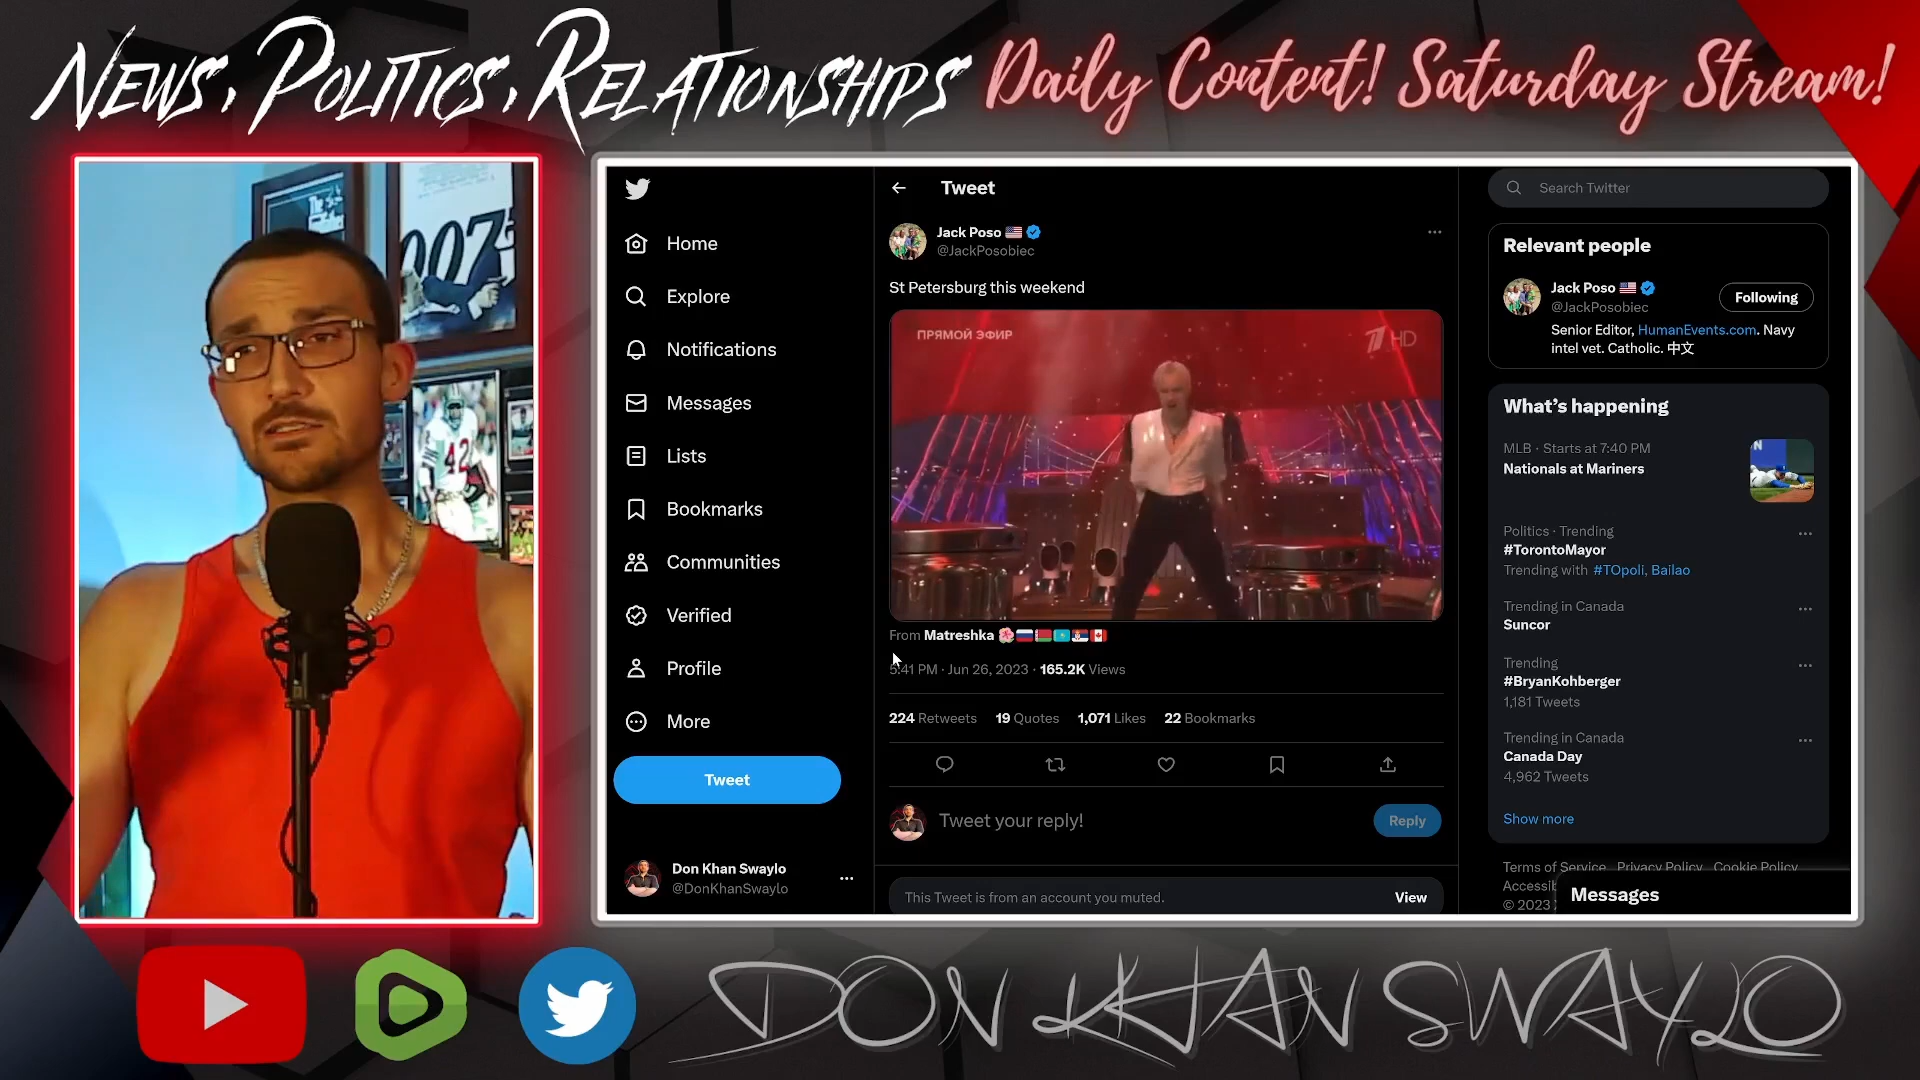 NEWS, POLITICS, RELATIONSHIPS
Daily Content! Saturday Stream!
The
007
42
Home
Explore
Notifications
Messages
Lists
Bookmarks
Communities
Verified
Profile
More
Tweet
Don Khan Swaylo
@DonKhanSwaylo
Tweet
Jack Poso
@JackPosobiec
St Petersburg this weekend
ПРЯМОЙ ЭФИР
HD
From Matreshka
5:41 PM · Jun 26, 2023 · 165.2K Views
224 Retweets 19 Quotes 1,071 Likes 22 Bookmarks
Tweet your reply!
Reply
This Tweet is from an account you muted.
View
Search Twitter
Relevant people
Jack Poso
@JackPosobiec
Following
Senior Editor, HumanEvents.com. Navy
intel vet. Catholic. 中文
What's happening
MLB · Starts at 7:40 PM
Nationals at Mariners
Politics · Trending
#TorontoMayor
Trending with #TOpoli, Bailao
Trending in Canada
Suncor
Trending
#BryanKohberger
1,181 Tweets
Trending in Canada
Canada Day
4,962 Tweets
Show more
Terms of Service Privacy Policy Cookie Policy
© 2023
Messages
DON KHAN SWAYLO